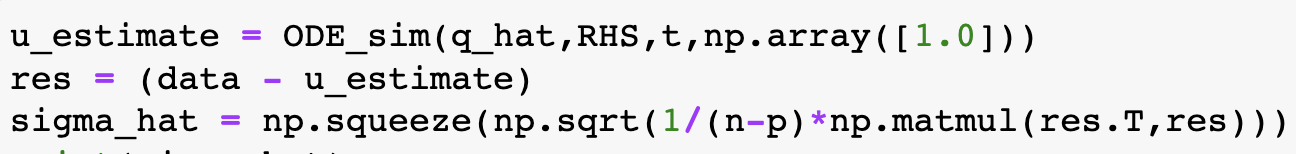 u_estimate = ODE_sim(q_hat,RHS,t,np.array([1.0]))
res = (data - u_estimate)
sigma_hat = np.squeeze(np.sqrt(1/(n-p)*np.matmul(res.T,res)))